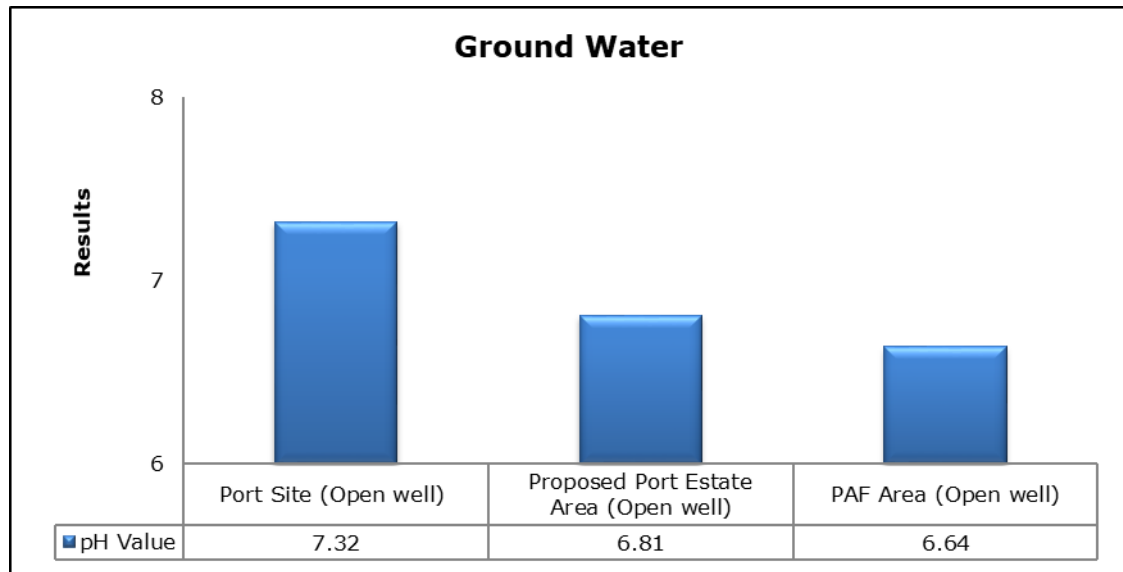 Ground Water
8
Results
7
6
Port Site (Open well)
Proposed Port Estate
Area (Open well)
PAF Area (Open well)
pH Value
7.32
6.81
6.64